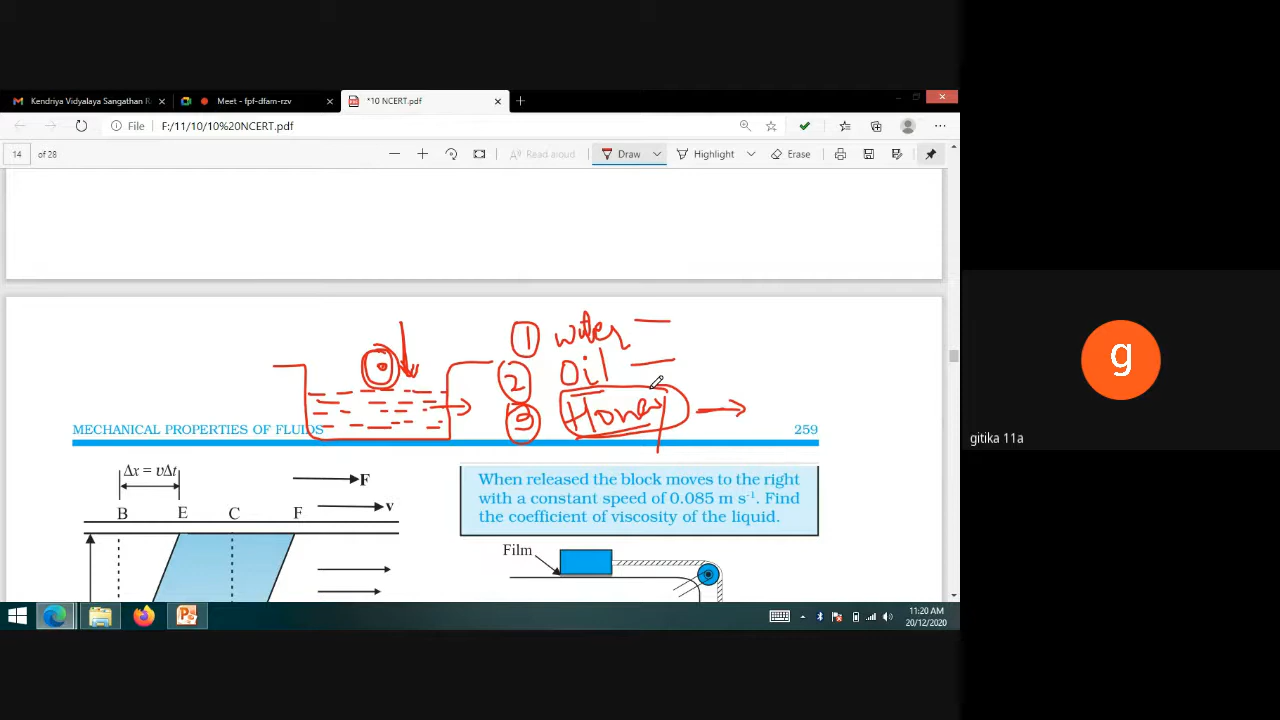 Kendriya Vidyalaya Sangathan R
Meet - fpf-dfam-rzv
*10 NCERT.pdf
File F:/11/10/10%20NCERT.pdf
14 of 28
Read aloud
Draw
Highlight
Erase
1 water
2 Oil
3 Honey
MECHANICAL PROPERTIES OF FLUIDS
259
Δx = υΔt
F
v
B E C F
When released the block moves to the right
with a constant speed of 0.085 m s⁻¹. Find
the coefficient of viscosity of the liquid.
Film
g
gitika 11a
11:20 AM
20/12/2020